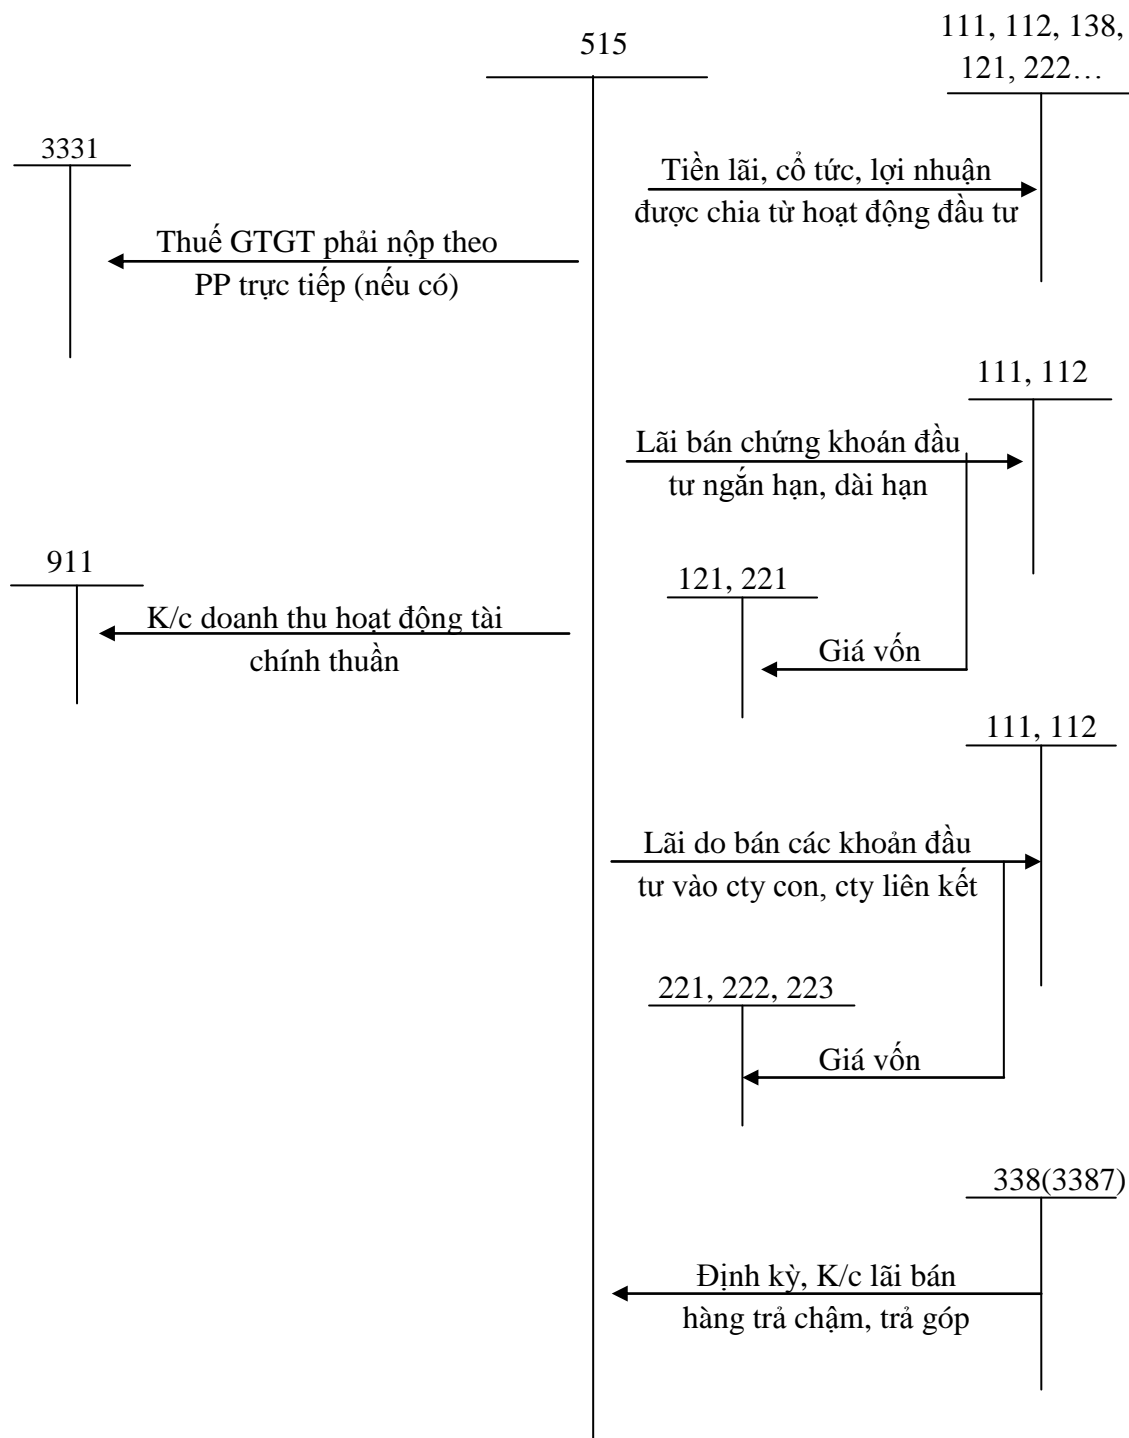 515
111, 112, 138,
121, 222…
3331
Tiền lãi, cổ tức, lợi nhuận
được chia từ hoạt động đầu tư
Thuế GTGT phải nộp theo
PP trực tiếp (nếu có)
111, 112
Lãi bán chứng khoán đầu
tư ngắn hạn, dài hạn
911
121, 221
K/c doanh thu hoạt động tài
chính thuần
Giá vốn
111, 112
Lãi do bán các khoản đầu
tư vào cty con, cty liên kết
221, 222, 223
Giá vốn
338(3387)
Định kỳ, K/c lãi bán
hàng trả chậm, trả góp